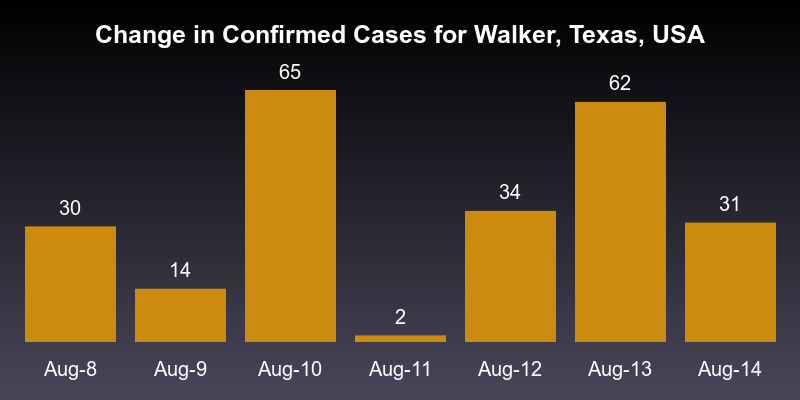 Change in Confirmed Cases for Walker, Texas, USA
30 14 65 2 34 62 31
Aug-8 Aug-9 Aug-10 Aug-11 Aug-12 Aug-13 Aug-14